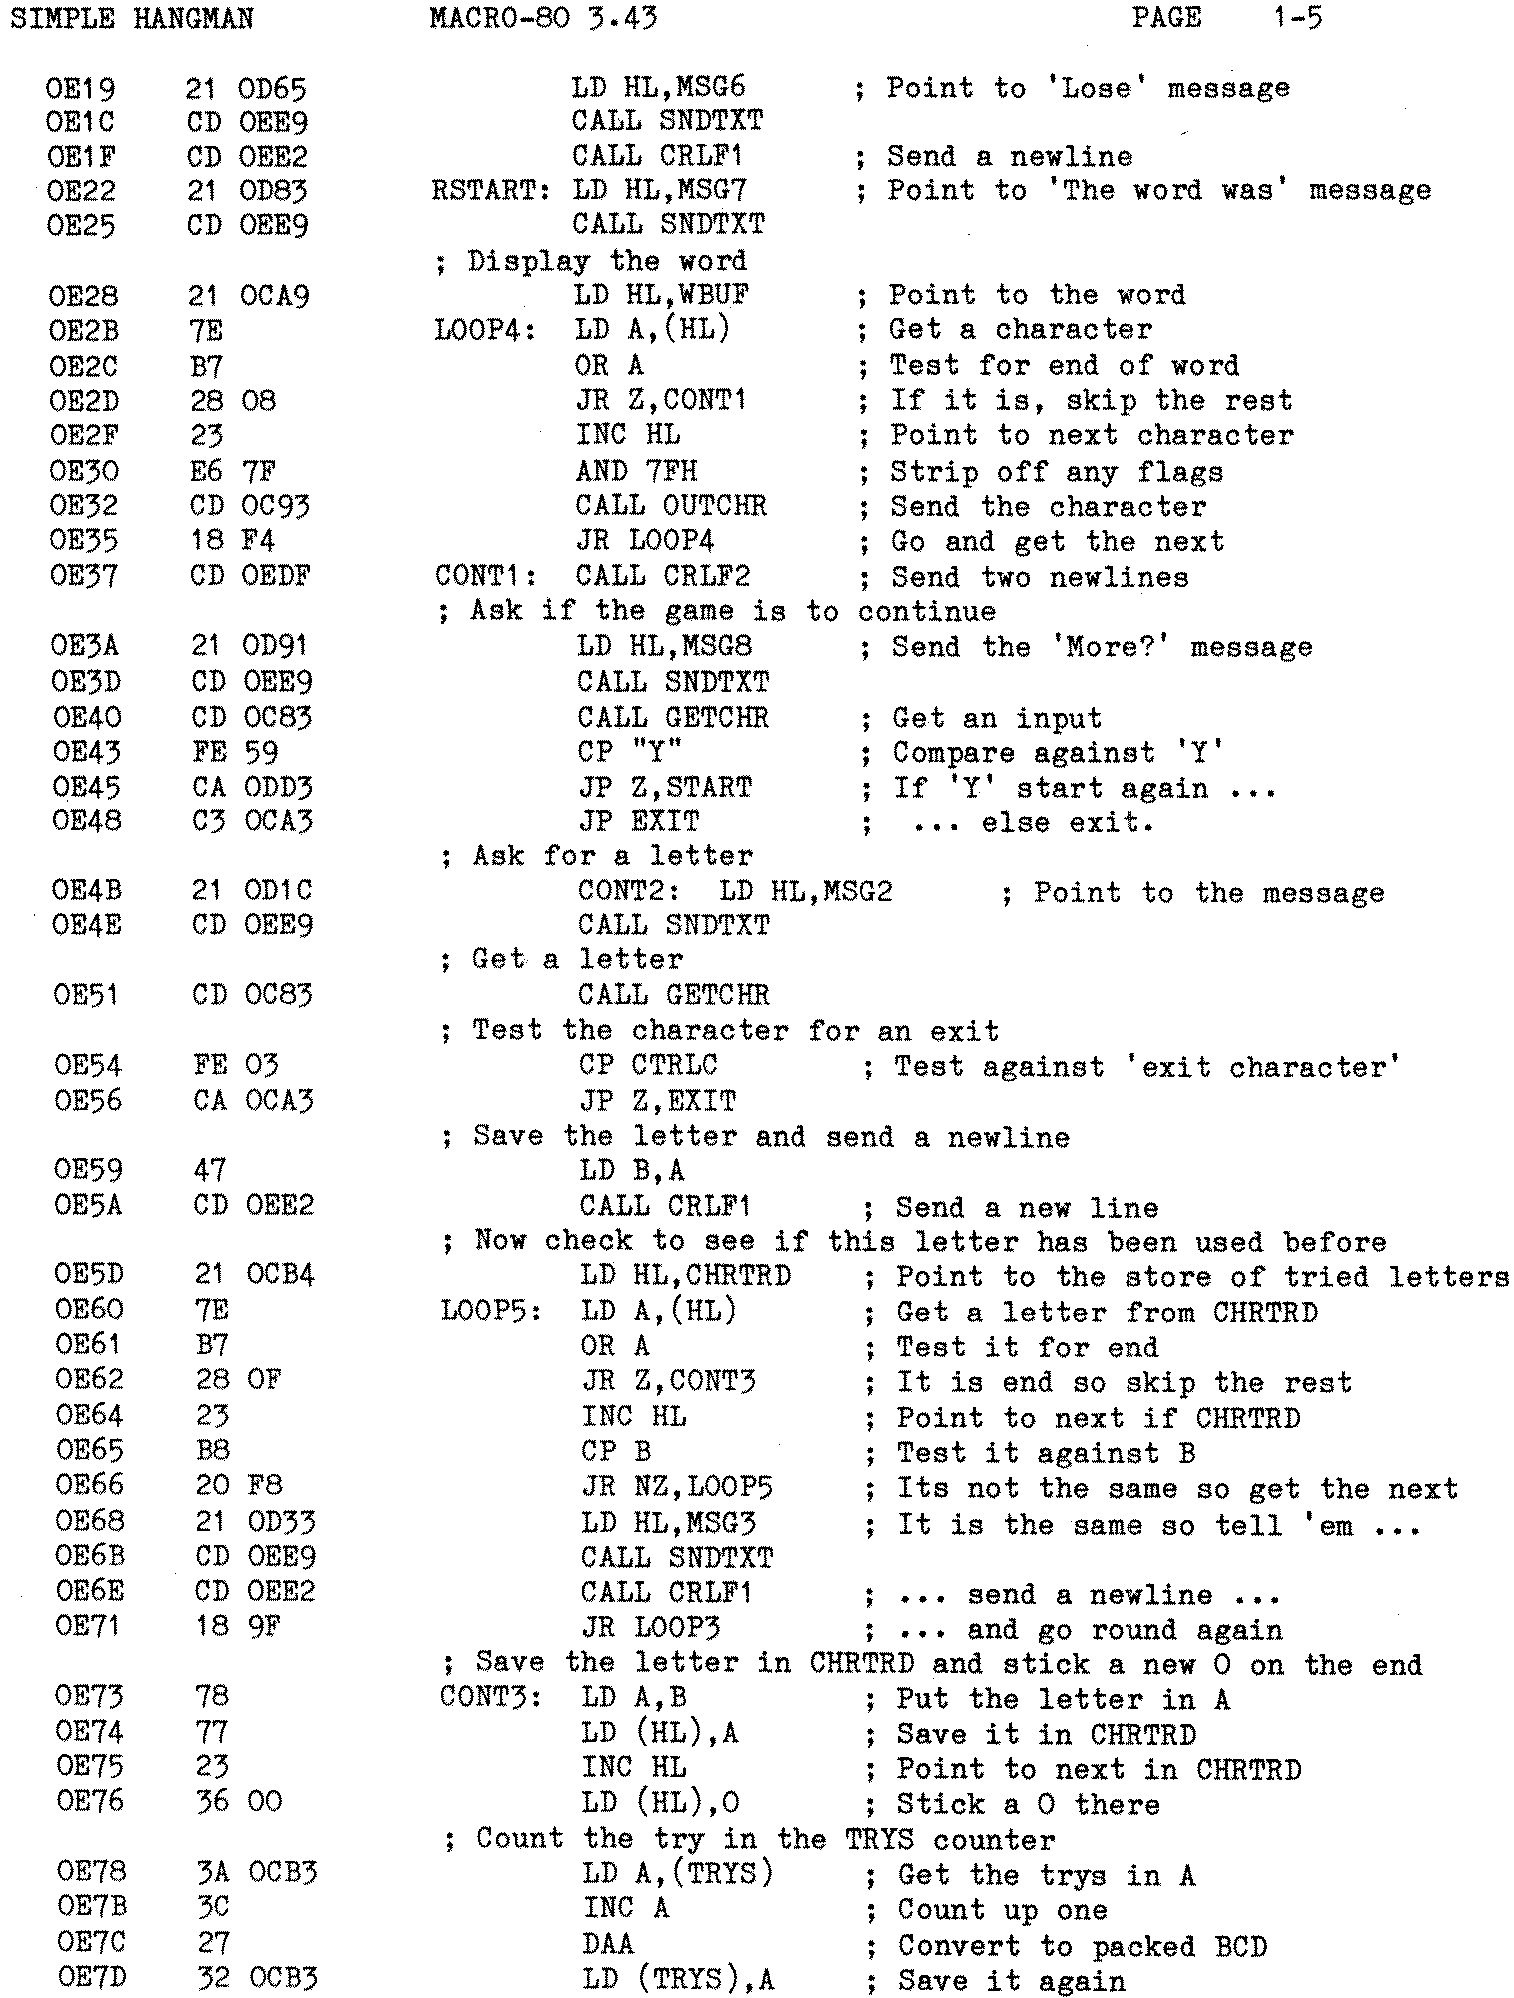 SIMPLE HANGMAN MACRO-80 3.43 PAGE 1-5
0E19 21 0D65 LD HL,MSG6 ; Point to 'Lose' message
0E1C CD 0EE9 CALL SNDTXT
0E1F CD 0EE2 CALL CRLF1 ; Send a newline
0E22 21 0D83 RSTART: LD HL,MSG7 ; Point to 'The word was' message
0E25 CD 0EE9 CALL SNDTXT
; Display the word
0E28 21 0CA9 LD HL,WBUF ; Point to the word
0E2B 7E LOOP4: LD A,(HL) ; Get a character
0E2C B7 OR A ; Test for end of word
0E2D 28 08 JR Z,CONT1 ; If it is, skip the rest
0E2F 23 INC HL ; Point to next character
0E30 E6 7F AND 7FH ; Strip off any flags
0E32 CD 0C93 CALL OUTCHR ; Send the character
0E35 18 F4 JR LOOP4 ; Go and get the next
0E37 CD 0EDF CONT1: CALL CRLF2 ; Send two newlines
; Ask if the game is to continue
0E3A 21 0D91 LD HL,MSG8 ; Send the 'More?' message
0E3D CD 0EE9 CALL SNDTXT
0E40 CD 0C83 CALL GETCHR ; Get an input
0E43 FE 59 CP "Y" ; Compare against 'Y'
0E45 CA 0DD3 JP Z,START ; If 'Y' start again ...
0E48 C3 0CA3 JP EXIT ; ... else exit.
; Ask for a letter
0E4B 21 0D1C CONT2: LD HL,MSG2 ; Point to the message
0E4E CD 0EE9 CALL SNDTXT
; Get a letter
0E51 CD 0C83 CALL GETCHR
; Test the character for an exit
0E54 FE 03 CP CTRLC ; Test against 'exit character'
0E56 CA 0CA3 JP Z,EXIT
; Save the letter and send a newline
0E59 47 LD B,A
0E5A CD 0EE2 CALL CRLF1 ; Send a new line
; Now check to see if this letter has been used before
0E5D 21 0CB4 LD HL,CHRTRD ; Point to the store of tried letters
0E60 7E LOOP5: LD A,(HL) ; Get a letter from CHRTRD
0E61 B7 OR A ; Test it for end
0E62 28 0F JR Z,CONT3 ; It is end so skip the rest
0E64 23 INC HL ; Point to next if CHRTRD
0E65 B8 CP B ; Test it against B
0E66 20 F8 JR NZ,LOOP5 ; Its not the same so get the next
0E68 21 0D33 LD HL,MSG3 ; It is the same so tell 'em ...
0E6B CD 0EE9 CALL SNDTXT
0E6E CD 0EE2 CALL CRLF1 ; ... send a newline ...
0E71 18 9F JR LOOP3 ; ... and go round again
; Save the letter in CHRTRD and stick a new 0 on the end
0E73 78 CONT3: LD A,B ; Put the letter in A
0E74 77 LD (HL),A ; Save it in CHRTRD
0E75 23 INC HL ; Point to next in CHRTRD
0E76 36 00 LD (HL),0 ; Stick a 0 there
; Count the try in the TRYS counter
0E78 3A 0CB3 LD A,(TRYS) ; Get the trys in A
0E7B 3C INC A ; Count up one
0E7C 27 DAA ; Convert to packed BCD
0E7D 32 0CB3 LD (TRYS),A ; Save it again